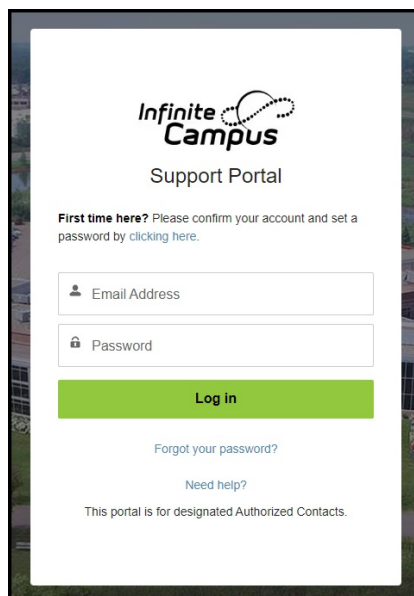 Infinite
Campus
Support Portal
First time here? Please confirm your account and set a
password by clicking here.
Email Address
Password
Log in
Forgot your password?
Need help?
This portal is for designated Authorized Contacts.